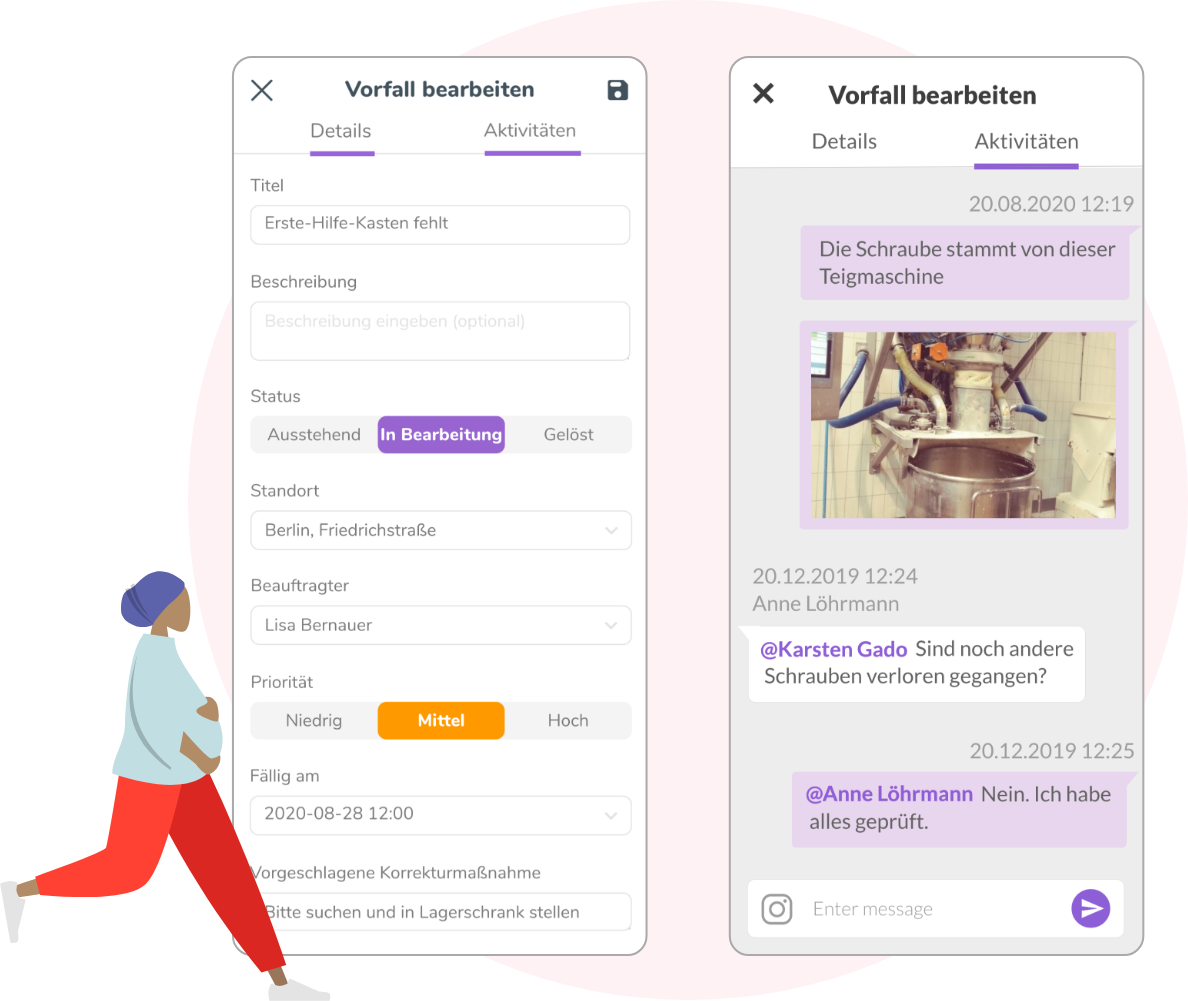 Vorfall bearbeiten
Details Aktivitäten
Titel
Erste-Hilfe-Kasten fehlt
Beschreibung
Beschreibung eingeben (optional)
Status
Ausstehend In Bearbeitung Gelöst
Standort
Berlin, Friedrichstraße
Beauftragter
Lisa Bernauer
Priorität
Niedrig Mittel Hoch
Fällig am
2020-08-28 12:00
Vorgeschlagene Korrekturmaßnahme
Bitte suchen und in Lagerschrank stellen
Vorfall bearbeiten
Details Aktivitäten
20.08.2020 12:19
Die Schraube stammt von dieser
Teigmaschine
20.12.2019 12:24
Anne Löhrmann
@Karsten Gado Sind noch andere
Schrauben verloren gegangen?
20.12.2019 12:25
@Anne Löhrmann Nein. Ich habe
alles geprüft.
Enter message